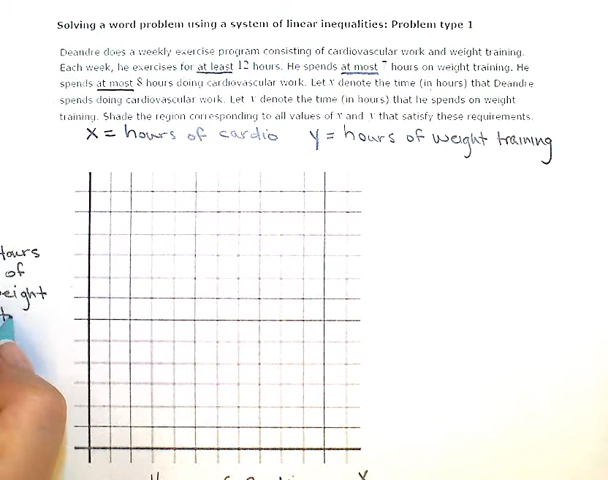 Solving a word problem using a system of linear inequalities: Problem type 1
Deandre does a weekly exercise program consisting of cardiovascular work and weight training.
Each week, he exercises for at least 12 hours. He spends at most 7 hours on weight training. He
spends at most 8 hours doing cardiovascular work. Let x denote the time (in hours) that Deandre
spends doing cardiovascular work. Let y denote the time (in hours) that he spends on weight
training. Shade the region corresponding to all values of x and y that satisfy these requirements.
x = hours of cardio y = hours of weight training
Hours
of
eight
x